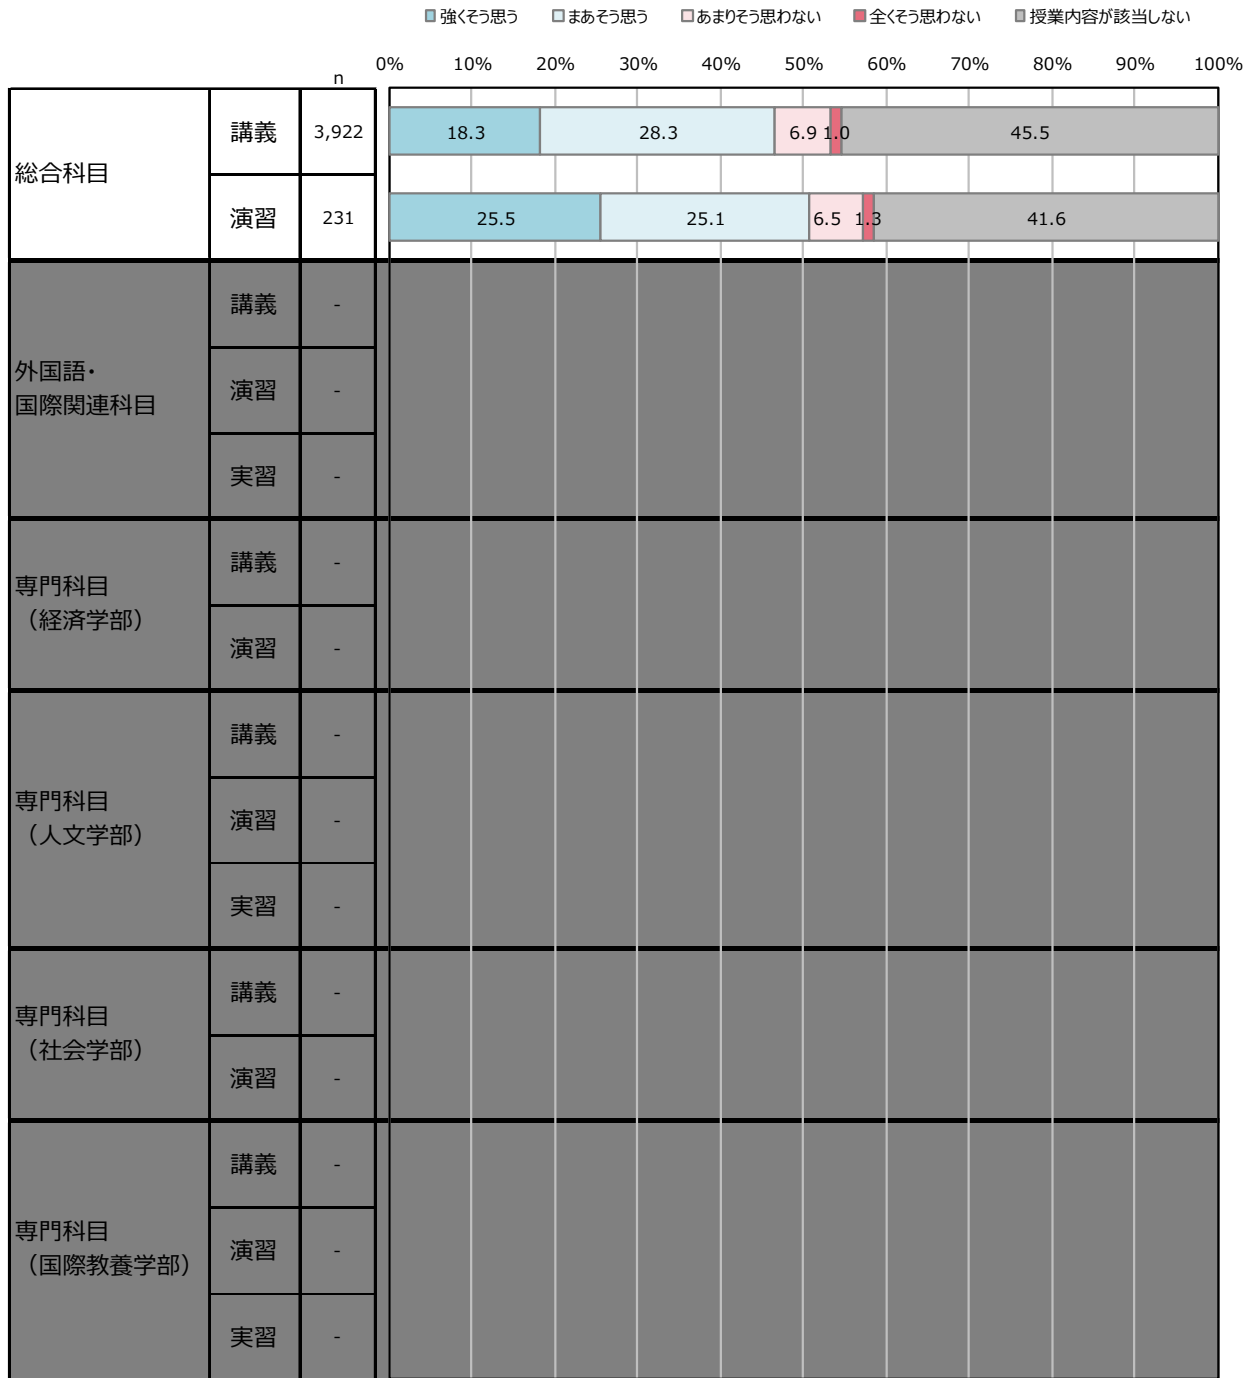 強くそう思う まあそう思う あまりそう思わない 全くそう思わない 授業内容が該当しない
n 0% 10% 20% 30% 40% 50% 60% 70% 80% 90% 100%
総合科目
講義 3,922 18.3 28.3 6.9 1.0 45.5
演習 231 25.5 25.1 6.5 1.3 41.6
外国語・
国際関連科目
講義 -
演習 -
実習 -
専門科目
（経済学部）
講義 -
演習 -
専門科目
（人文学部）
講義 -
演習 -
実習 -
専門科目
（社会学部）
講義 -
演習 -
専門科目
（国際教養学部）
講義 -
演習 -
実習 -